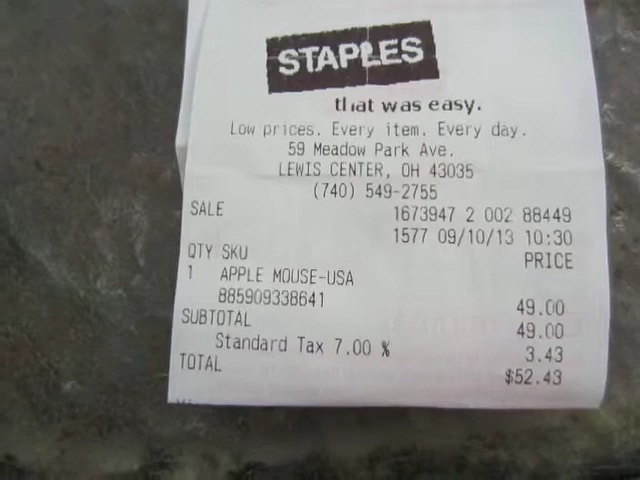 STAPLES
that was easy.
Low prices. Every item. Every day.
59 Meadow Park Ave.
LEWIS CENTER, OH 43035
(740) 549-2755
SALE 1673947 2 002 88449
1577 09/10/13 10:30
QTY SKU PRICE
1 APPLE MOUSE-USA
885909338641 49.00
SUBTOTAL 49.00
Standard Tax 7.00 % 3.43
TOTAL $52.43